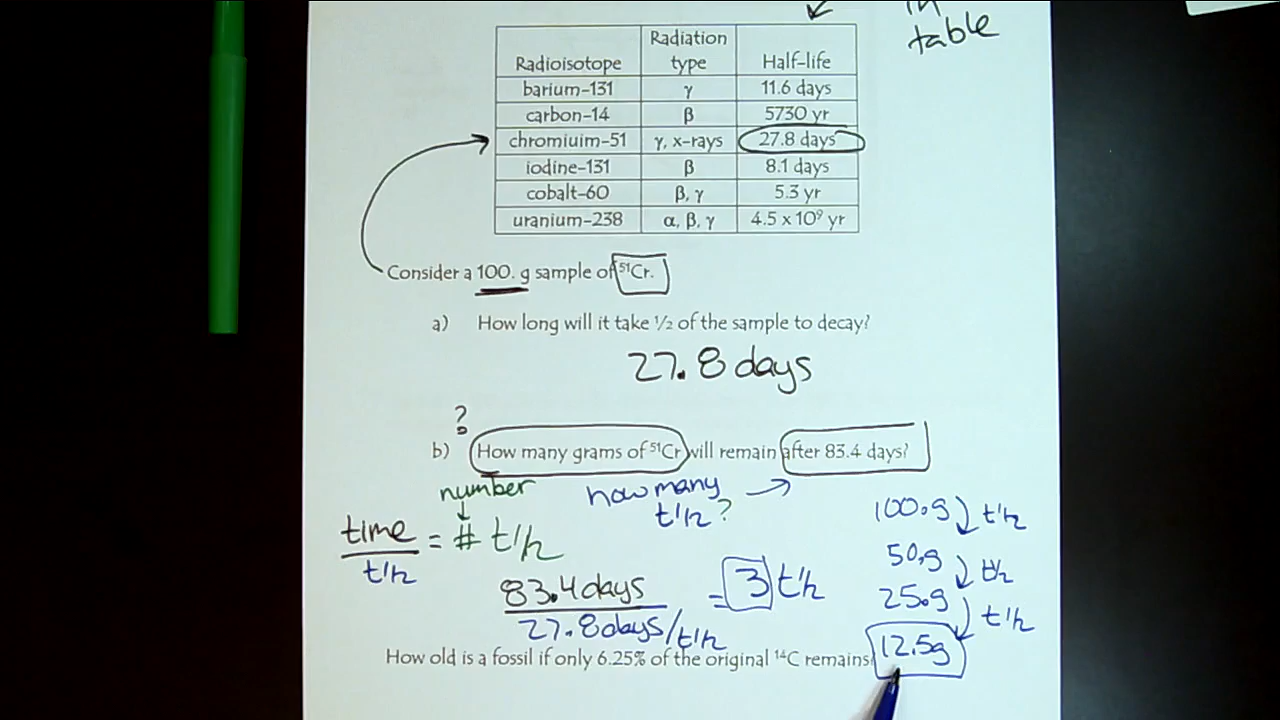 in
table
Radioisotope Radiation type Half-life
barium-131 γ 11.6 days
carbon-14 β 5730 yr
chromiuim-51 γ, x-rays 27.8 days
iodine-131 β 8.1 days
cobalt-60 β, γ 5.3 yr
uranium-238 α, β, γ 4.5 x 10⁹ yr
Consider a 100. g sample of ⁵¹Cr.
a) How long will it take ½ of the sample to decay?
27.8 days
?
b) How many grams of ⁵¹Cr will remain after 83.4 days?
number
how many
t½?
time / t½ = # t½
83.4 days / 27.8 days/t½ = 3 t½
100.g t½
50.g t½
25.g t½
12.5g
How old is a fossil if only 6.25% of the original ¹⁴C remains